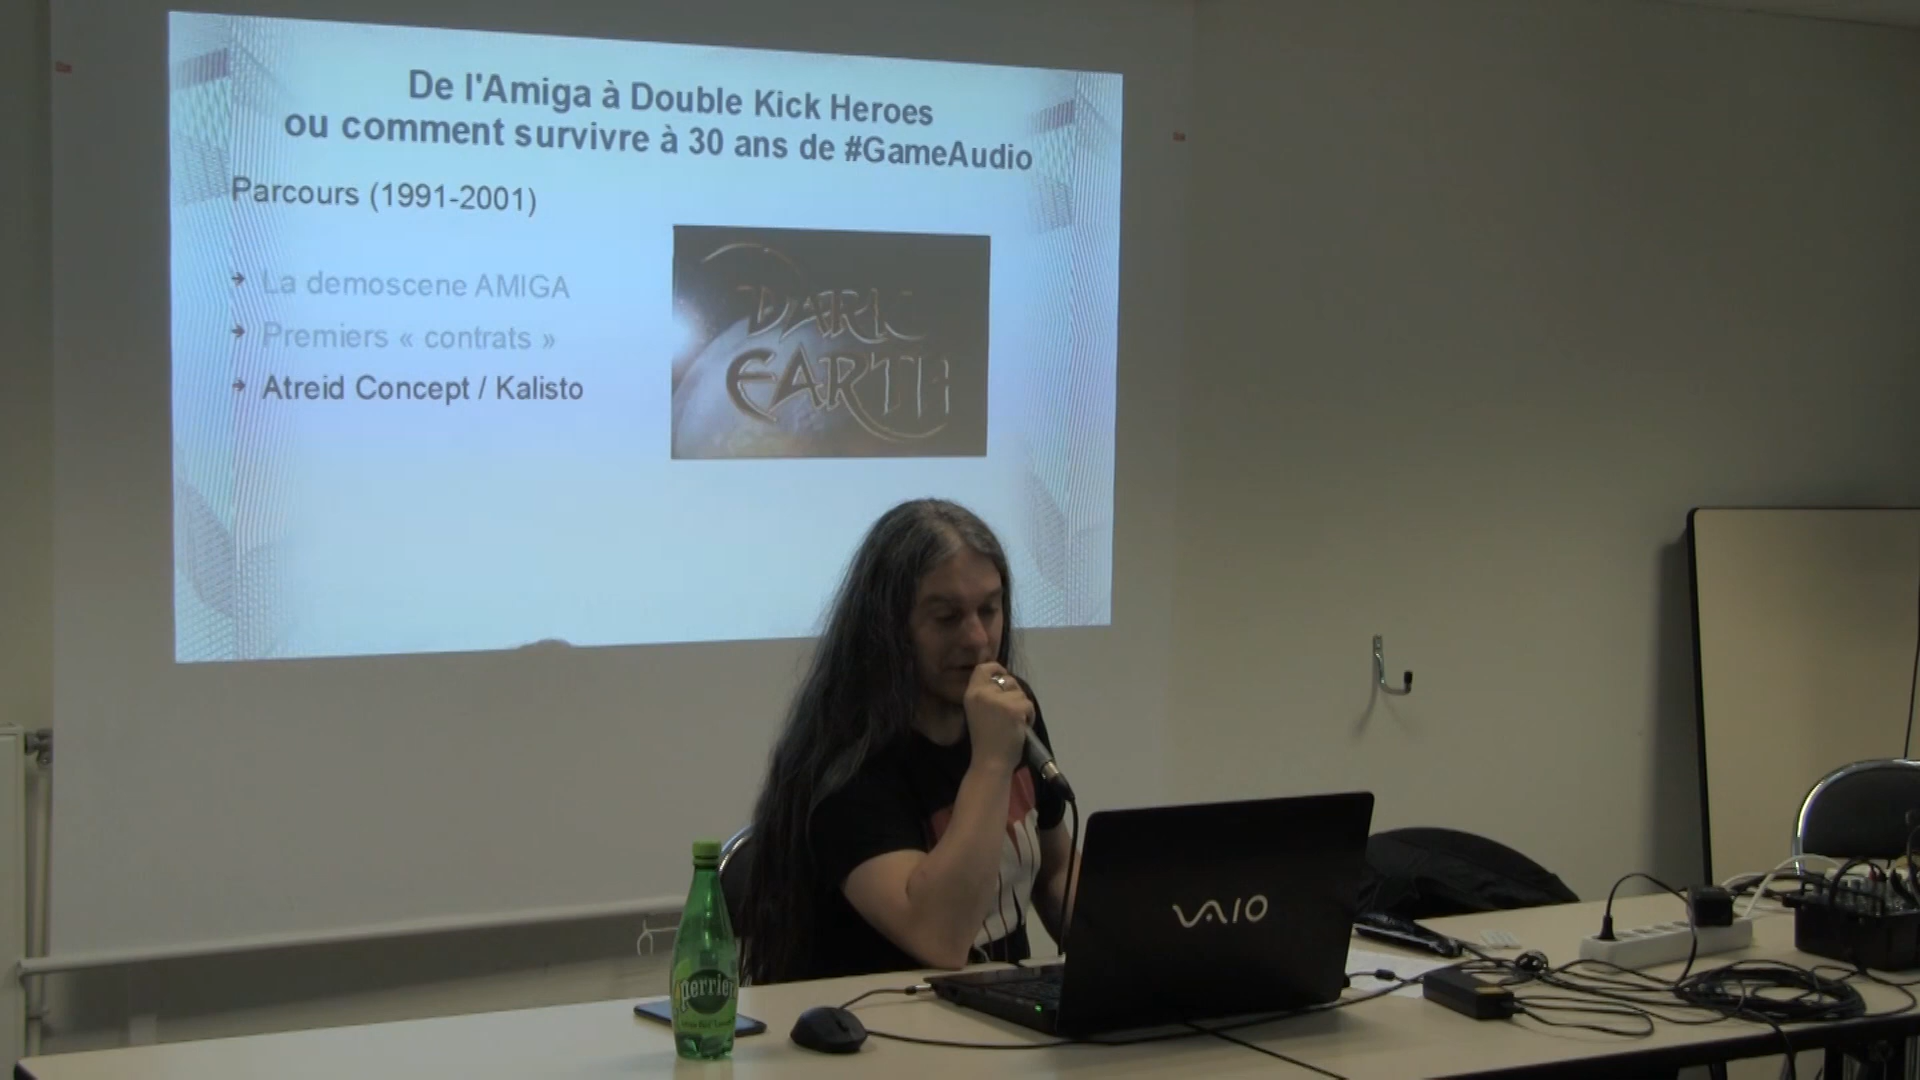 De l'Amiga à Double Kick Heroes
ou comment survivre à 30 ans de #GameAudio
Parcours (1991-2001)
La demoscene AMIGA
Premiers « contrats »
Atreid Concept / Kalisto
DARK
EARTH
VAIO
perrier